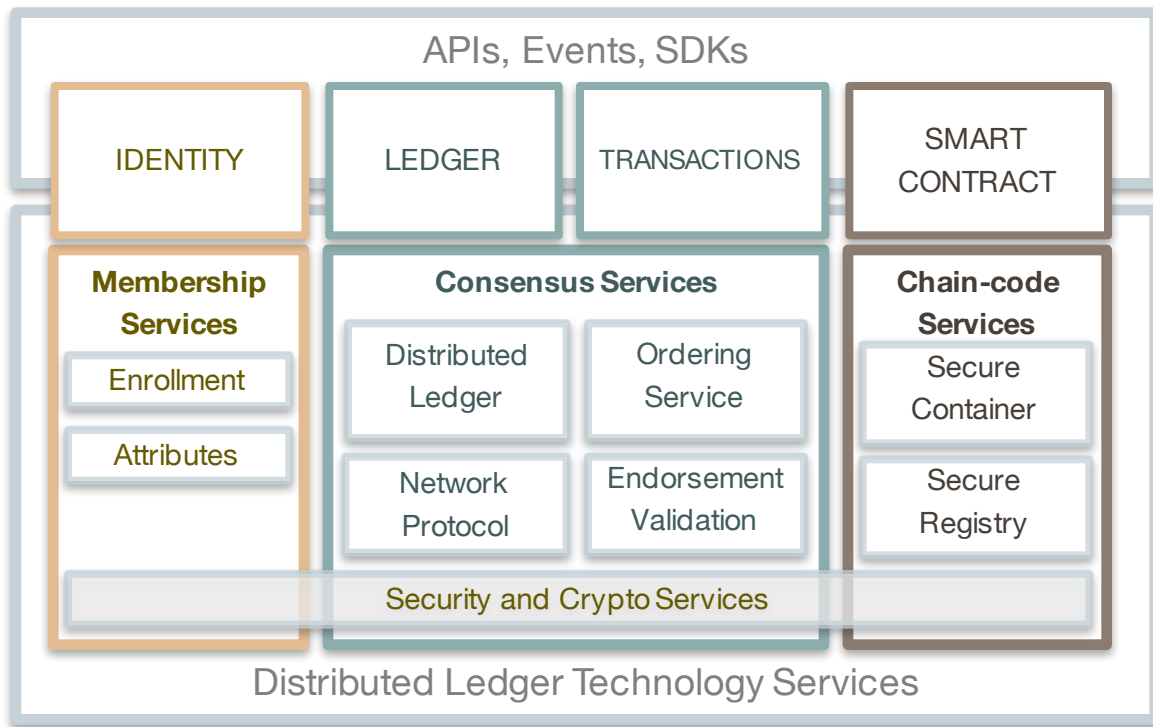 APIs, Events, SDKs
IDENTITY
LEDGER
TRANSACTIONS
SMART
CONTRACT
Membership
Services
Enrollment
Attributes
Consensus Services
Distributed
Ledger
Ordering
Service
Network
Protocol
Endorsement
Validation
Chain-code
Services
Secure
Container
Secure
Registry
Security and Crypto Services
Distributed Ledger Technology Services